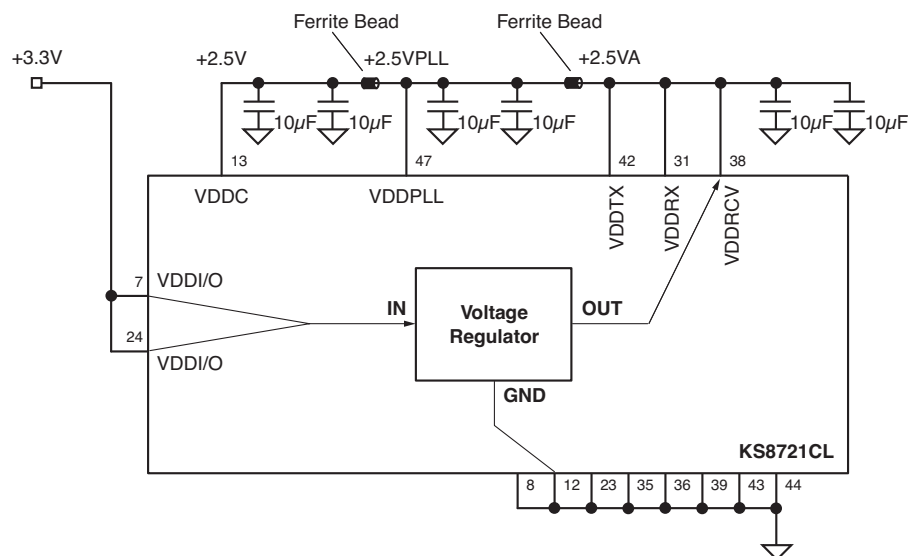 Ferrite Bead
Ferrite Bead
+3.3V
+2.5V
+2.5VPLL
+2.5VA
10µF
10µF
10µF
10µF
10µF
10µF
13
47
42
31
38
VDDC
VDDPLL
VDDTX
VDDRX
VDDRCV
7
VDDI/O
IN
Voltage
Regulator
OUT
24
VDDI/O
GND
KS8721CL
8
12
23
35
36
39
43
44